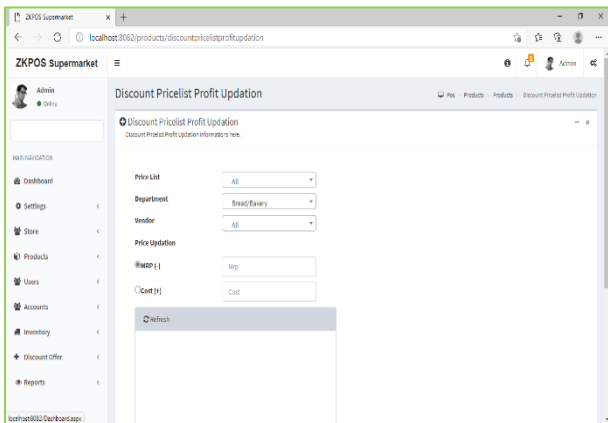 ZKPOS Supermarket
localhost:8082/products/discountpricelistprofitupdation
ZKPOS Supermarket
Admin
Admin
Online
Discount Pricelist Profit Updation
Pos Products Products Discount Pricelist Profit Updation
Discount Pricelist Profit Updation
Discount Pricelist Profit Updation Informations here.
MAIN NAVIGATION
Dashboard
Settings
Store
Products
Users
Accounts
Inventory
Discount Offer
Reports
Price List
All
Department
Bread/Bakery
Vendor
All
Price Updation
MRP (-)
Mrp
Cost (+)
Cost
Refresh
localhost:8082/Dashboard.aspx